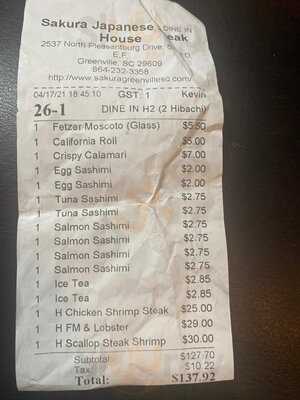 Sakura Japanese - DINE IN
House eak
2537 North Pleasantburg Drive,
E,F,
Greenville, SC 29609
864-232-3358
http://www.sakuragreenvillesq.com/
04/17/21 18:45:10 GST: 1 Kevin
26-1 DINE IN H2 (2 Hibachi)
1 Fetzer Moscoto (Glass) $5.50
1 California Roll $5.00
1 Crispy Calamari $7.00
1 Egg Sashimi $2.00
1 Egg Sashimi $2.00
1 Tuna Sashimi $2.75
1 Tuna Sashimi $2.75
1 Salmon Sashimi $2.75
1 Salmon Sashimi $2.75
1 Salmon Sashimi $2.75
1 Salmon Sashimi $2.75
1 Ice Tea $2.85
1 Ice Tea $2.85
1 H Chicken Shrimp Steak $25.00
1 H FM & Lobster $29.00
1 H Scallop Steak Shrimp $30.00
Subtotal: $127.70
Tax: $10.22
Total: $137.92